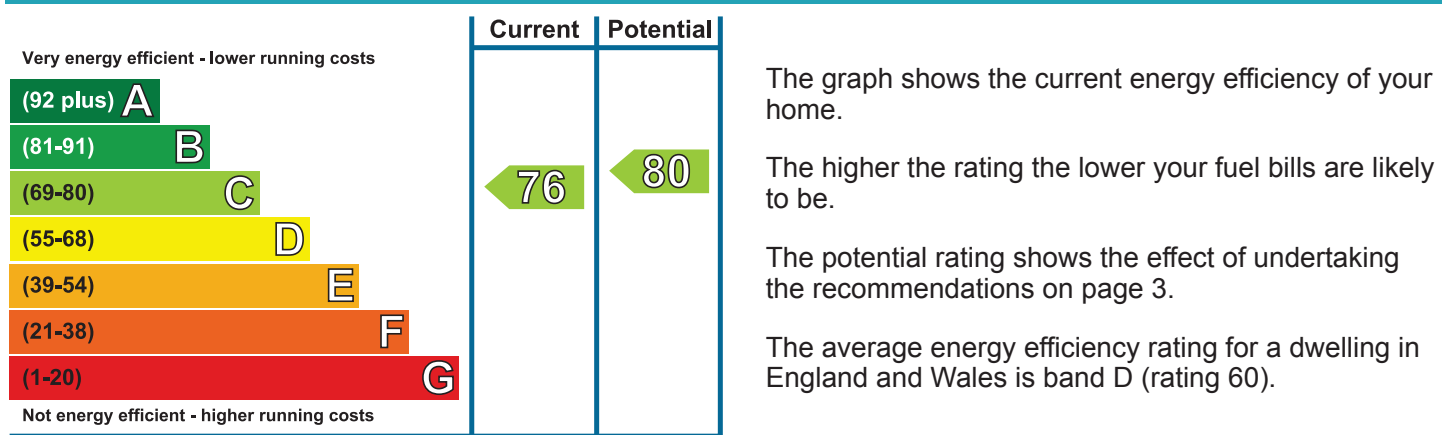 Current Potential
Very energy efficient - lower running costs
(92 plus) A
(81-91) B
(69-80) C
(55-68) D
(39-54) E
(21-38) F
(1-20) G
Not energy efficient - higher running costs
76
80
The graph shows the current energy efficiency of your
home.
The higher the rating the lower your fuel bills are likely
to be.
The potential rating shows the effect of undertaking
the recommendations on page 3.
The average energy efficiency rating for a dwelling in
England and Wales is band D (rating 60).